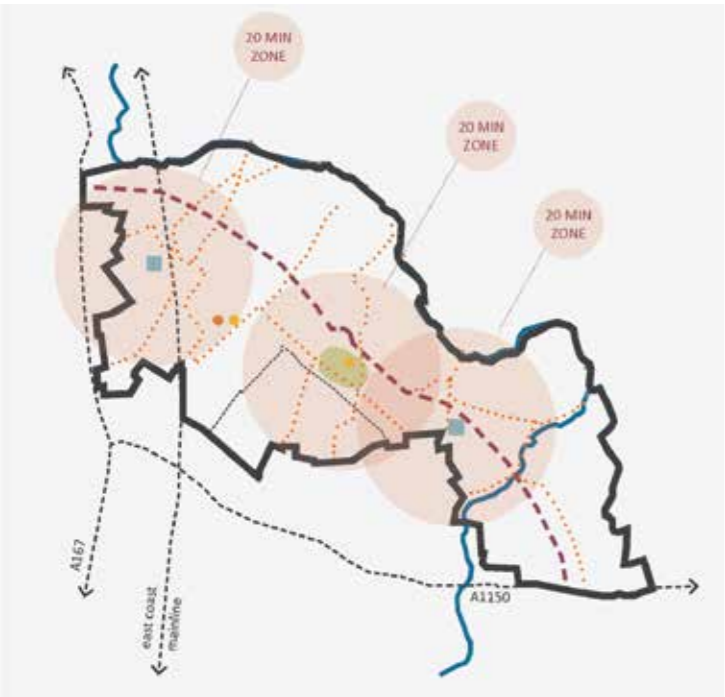 20 MIN
ZONE
20 MIN
ZONE
20 MIN
ZONE
A167
east coast
mainline
A1150